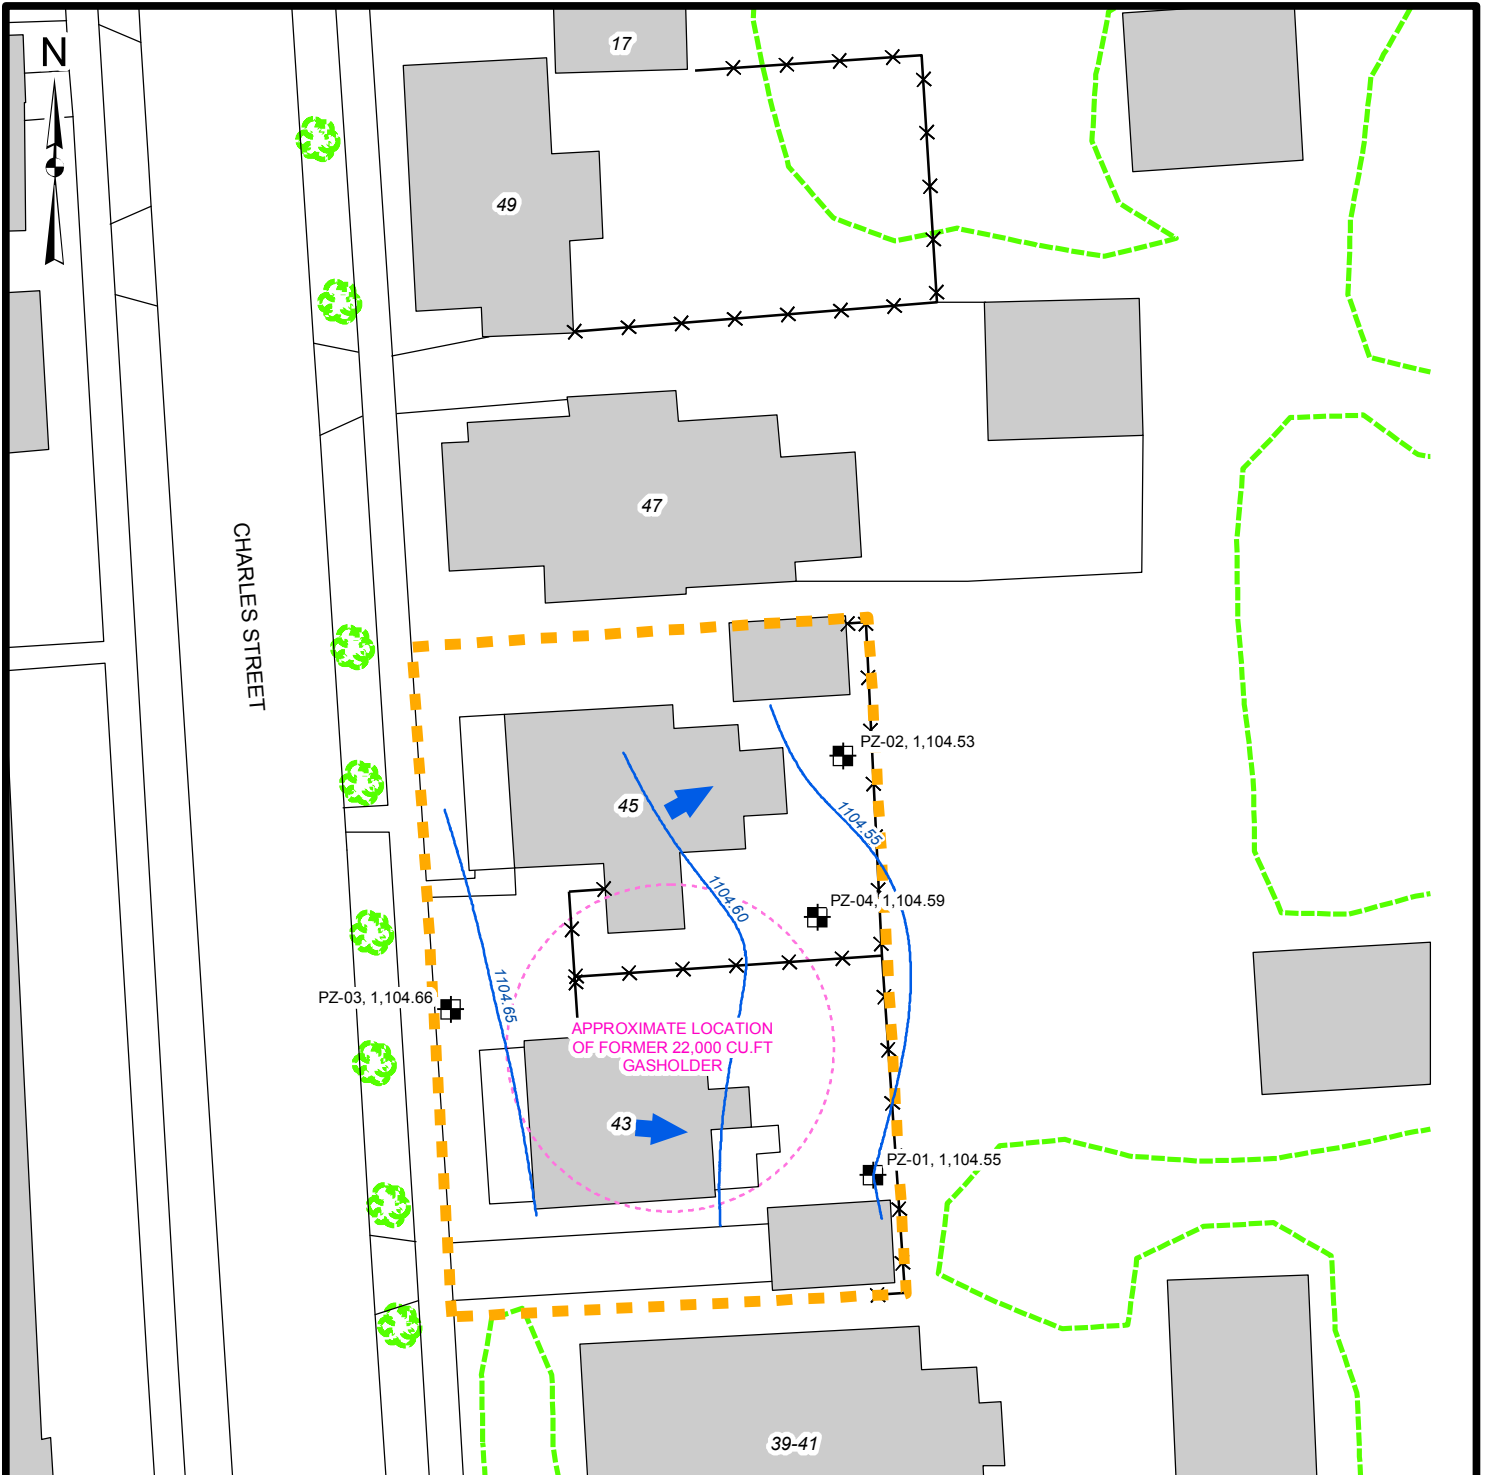 N
17
49
47
CHARLES STREET
PZ-02, 1,104.53
45
1104.55
1104.60
PZ-04, 1,104.59
PZ-03, 1,104.66
1104.65
APPROXIMATE LOCATION
OF FORMER 22,000 CU.FT
GASHOLDER
43
PZ-01, 1,104.55
39-41